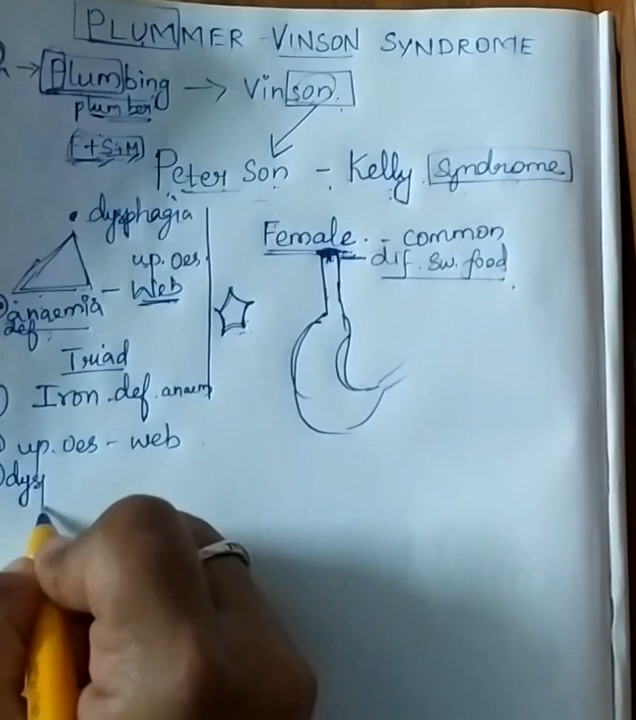 PLUMMER VINSON SYNDROME
→ Plumbing → Vinson.
plumber
Peter Son - Kelly Syndrome
• dysphagia
up. oes.
anaemia - Web
def.
Female. - common
dif. sw. food.
Triad
Iron. def. anaem
up. oes - web
dys